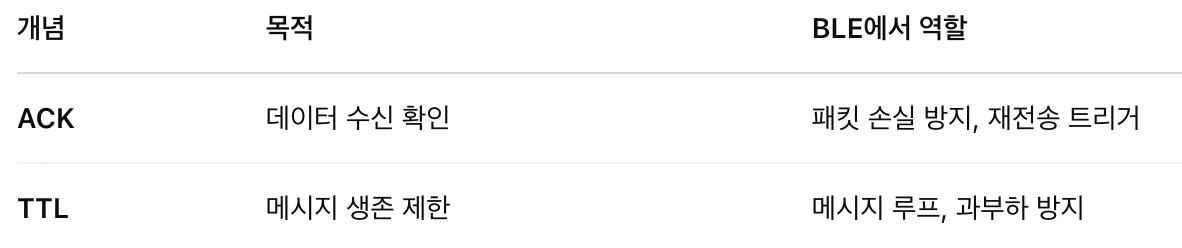 개념 목적 BLE에서 역할
ACK 데이터 수신 확인 패킷 손실 방지, 재전송 트리거
TTL 메시지 생존 제한 메시지 루프, 과부하 방지